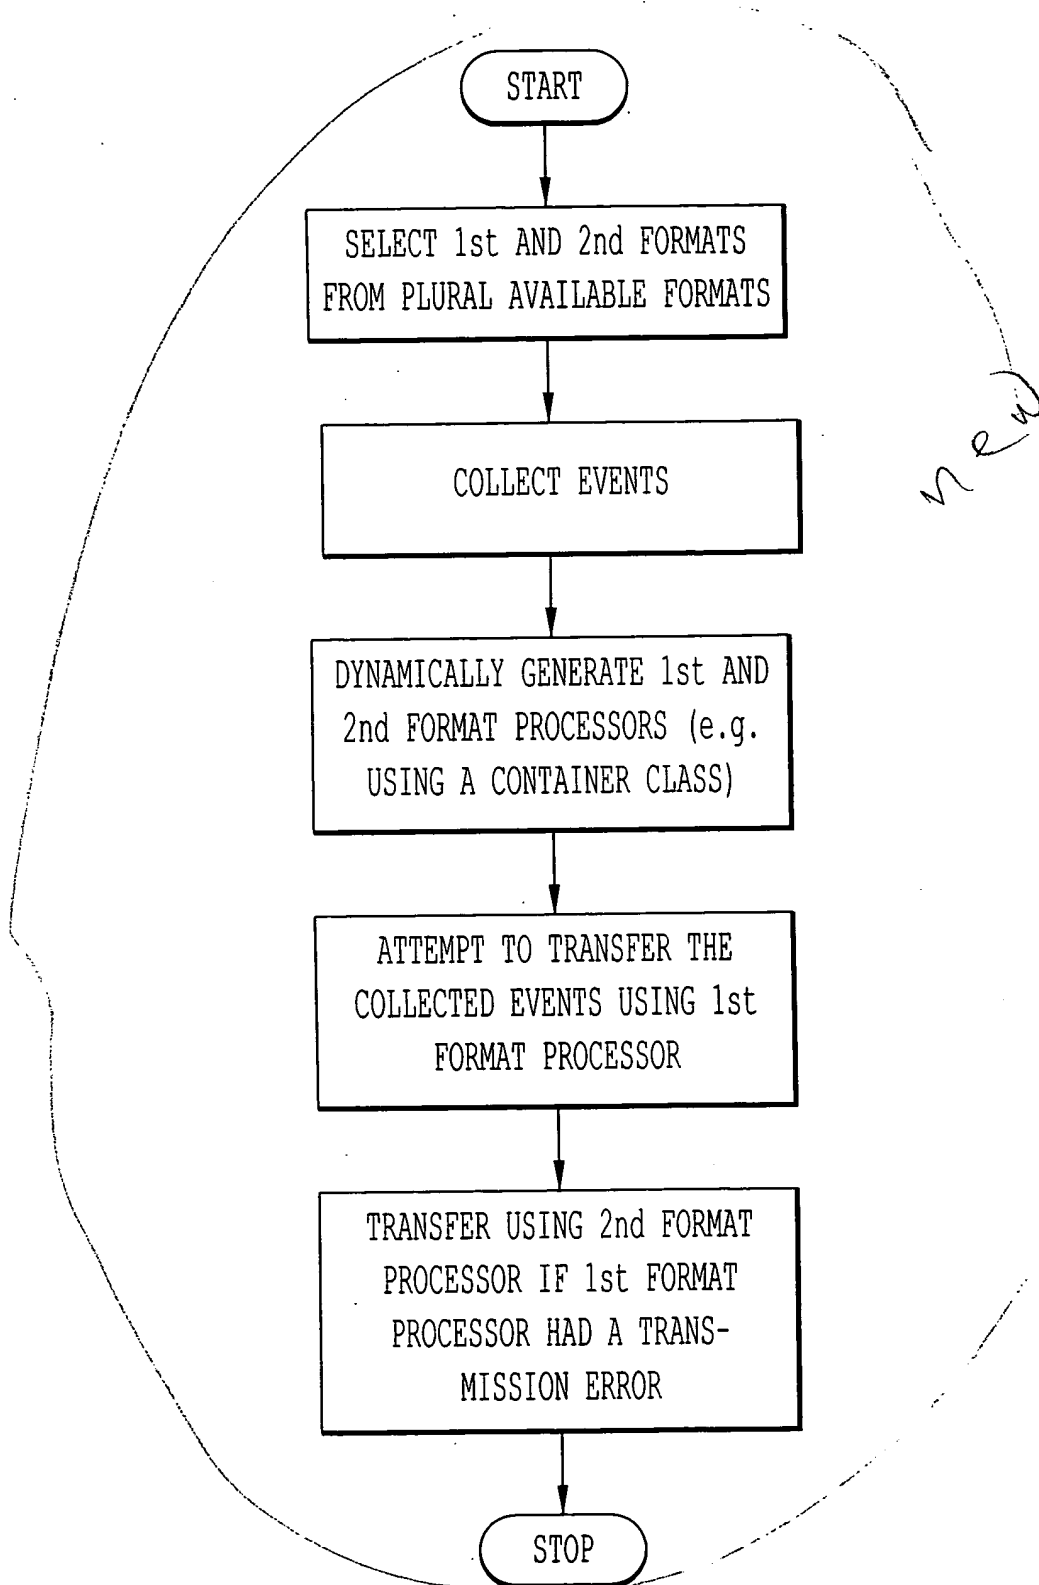 START
SELECT 1st AND 2nd FORMATS
FROM PLURAL AVAILABLE FORMATS
new
COLLECT EVENTS
DYNAMICALLY GENERATE 1st AND
2nd FORMAT PROCESSORS (e.g.
USING A CONTAINER CLASS)
ATTEMPT TO TRANSFER THE
COLLECTED EVENTS USING 1st
FORMAT PROCESSOR
TRANSFER USING 2nd FORMAT
PROCESSOR IF 1st FORMAT
PROCESSOR HAD A TRANS-
MISSION ERROR
STOP